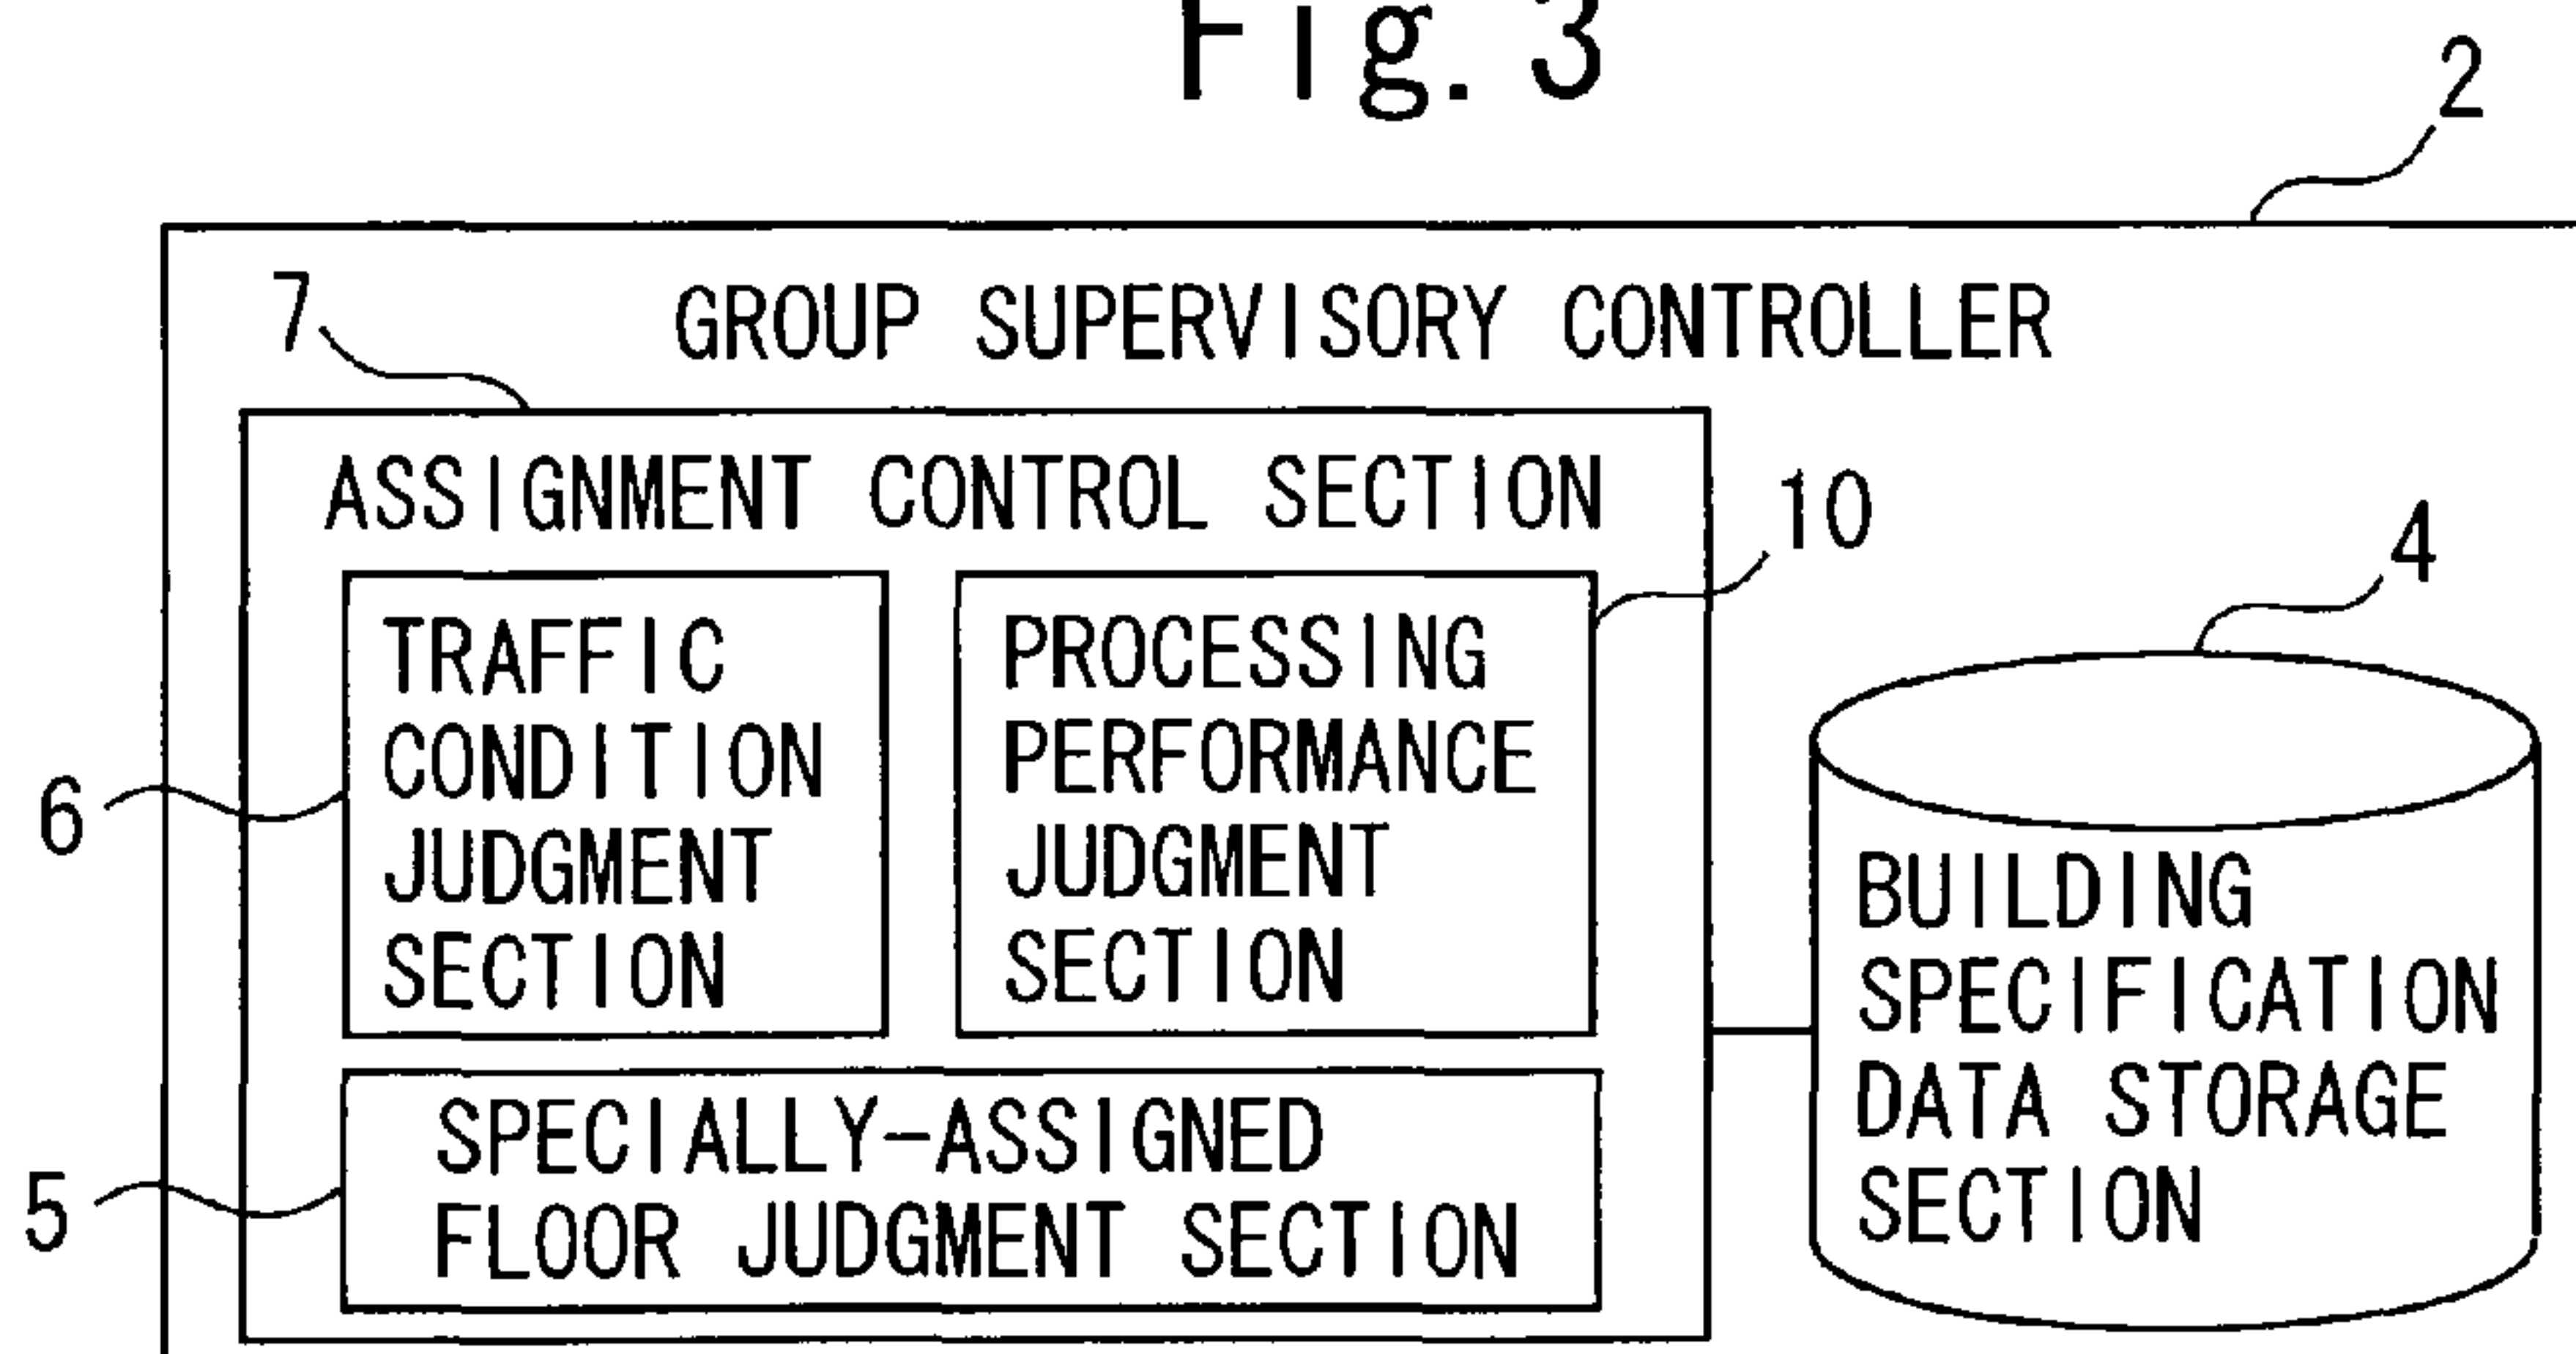 Fig. 3
2
GROUP SUPERVISORY CONTROLLER
7
ASSIGNMENT CONTROL SECTION
10
4
TRAFFIC
CONDITION
JUDGMENT
SECTION
6
PROCESSING
PERFORMANCE
JUDGMENT
SECTION
BUILDING
SPECIFICATION
DATA STORAGE
SECTION
SPECIALLY-ASSIGNED
FLOOR JUDGMENT SECTION
5